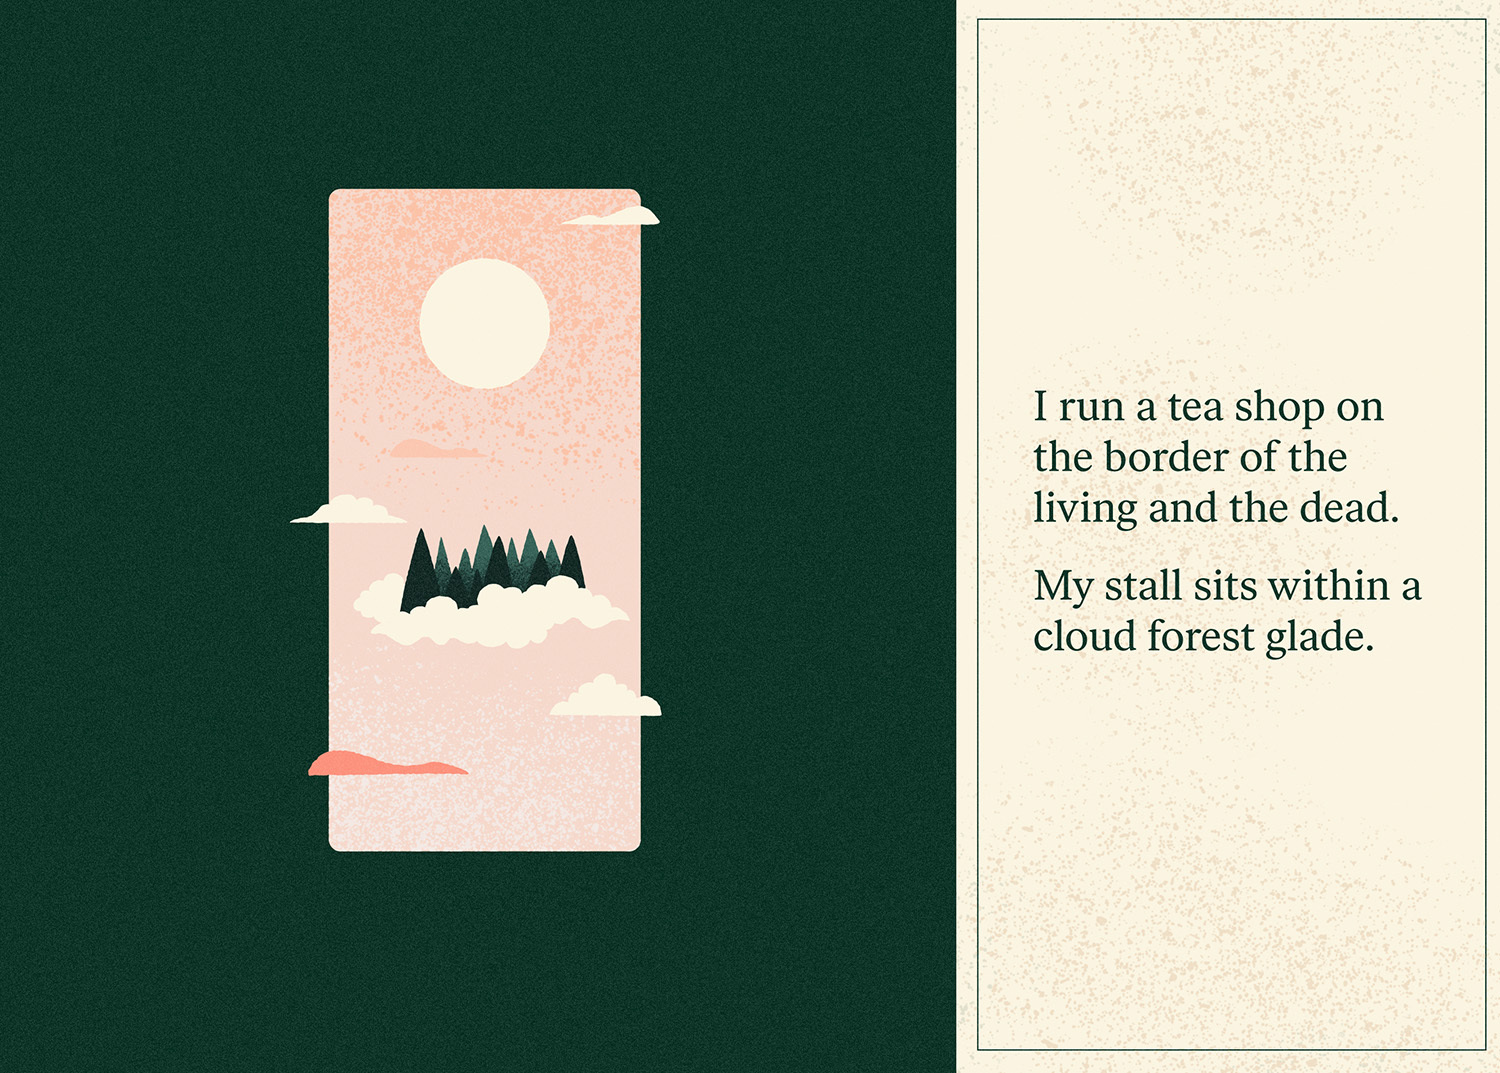 I run a tea shop on
the border of the
living and the dead.
My stall sits within a
cloud forest glade.